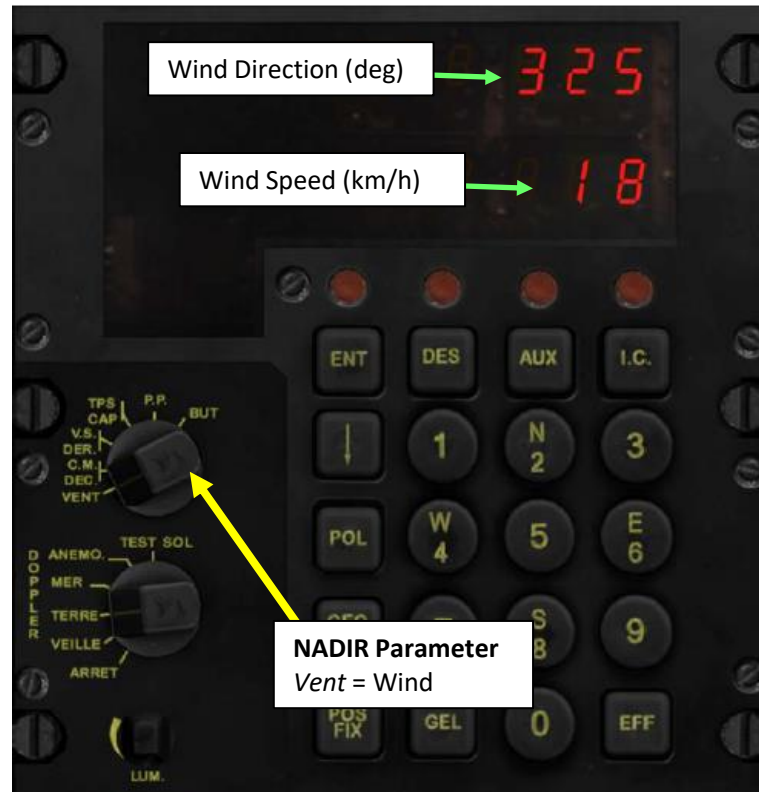 Wind Direction (deg)
325
Wind Speed (km/h)
18
ENT
DES
AUX
I.C.
TPS
CAP
P.P.
BUT
V.S.
DER.
C.M.
DEC.
VENT
↓
1
N
2
3
POL
W
4
5
E
6
TEST SOL
DOPPLER
ANEMO.
MER
TERRE
VEILLE
ARRET
S
9
NADIR Parameter
Vent = Wind
POS
FIX
GEL
0
EFF
LUM.